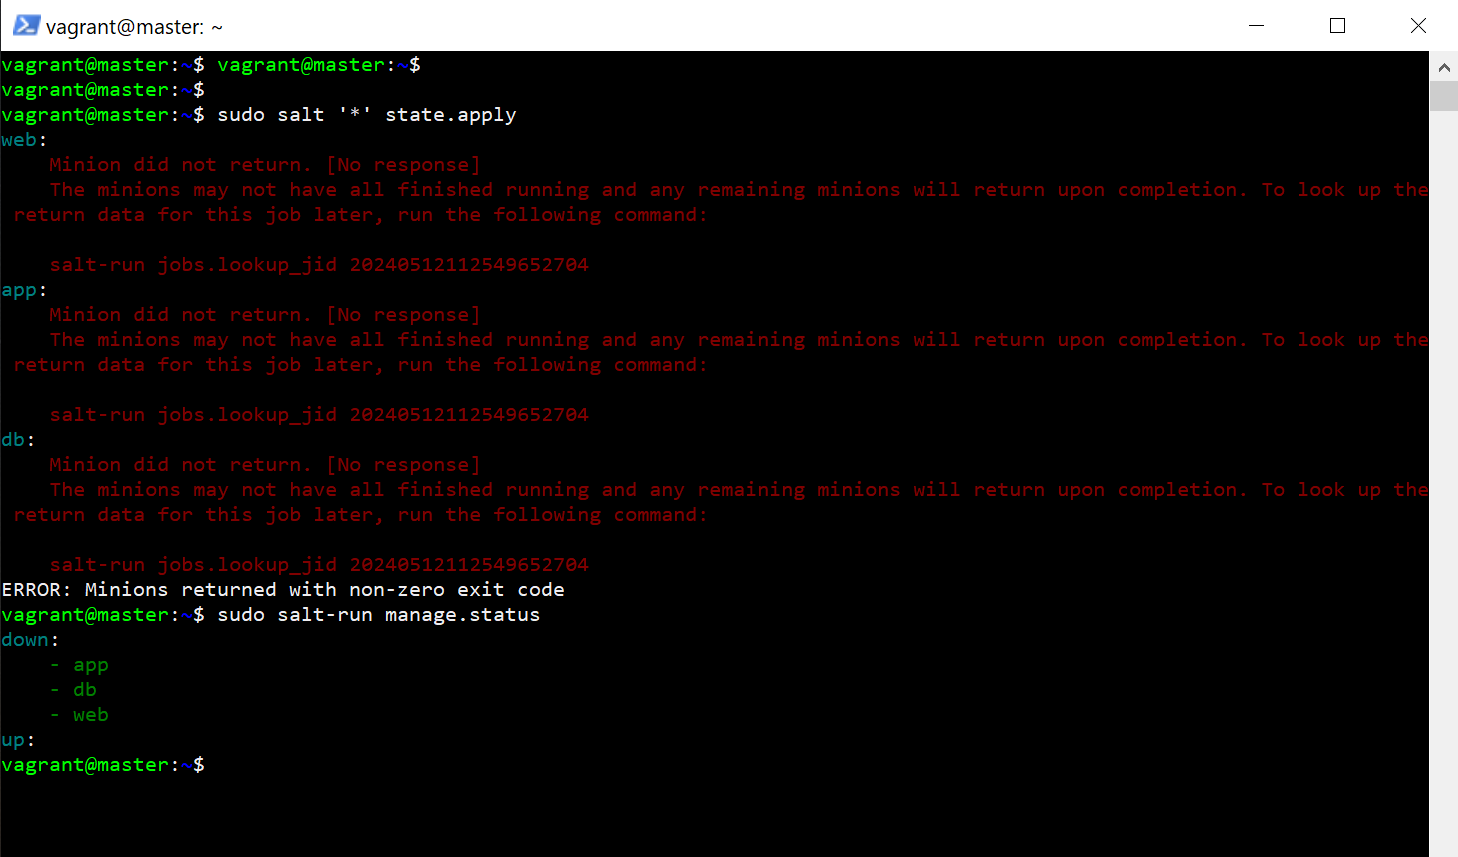 vagrant@master: ~
vagrant@master:~$ vagrant@master:~$
vagrant@master:~$
vagrant@master:~$ sudo salt '*' state.apply
web:
    Minion did not return. [No response]
    The minions may not have all finished running and any remaining minions will return upon completion. To look up the
 return data for this job later, run the following command:
    salt-run jobs.lookup_jid 20240512112549652704
app:
    Minion did not return. [No response]
    The minions may not have all finished running and any remaining minions will return upon completion. To look up the
 return data for this job later, run the following command:
    salt-run jobs.lookup_jid 20240512112549652704
db:
    Minion did not return. [No response]
    The minions may not have all finished running and any remaining minions will return upon completion. To look up the
 return data for this job later, run the following command:
    salt-run jobs.lookup_jid 20240512112549652704
ERROR: Minions returned with non-zero exit code
vagrant@master:~$ sudo salt-run manage.status
down:
    - app
    - db
    - web
up:
vagrant@master:~$